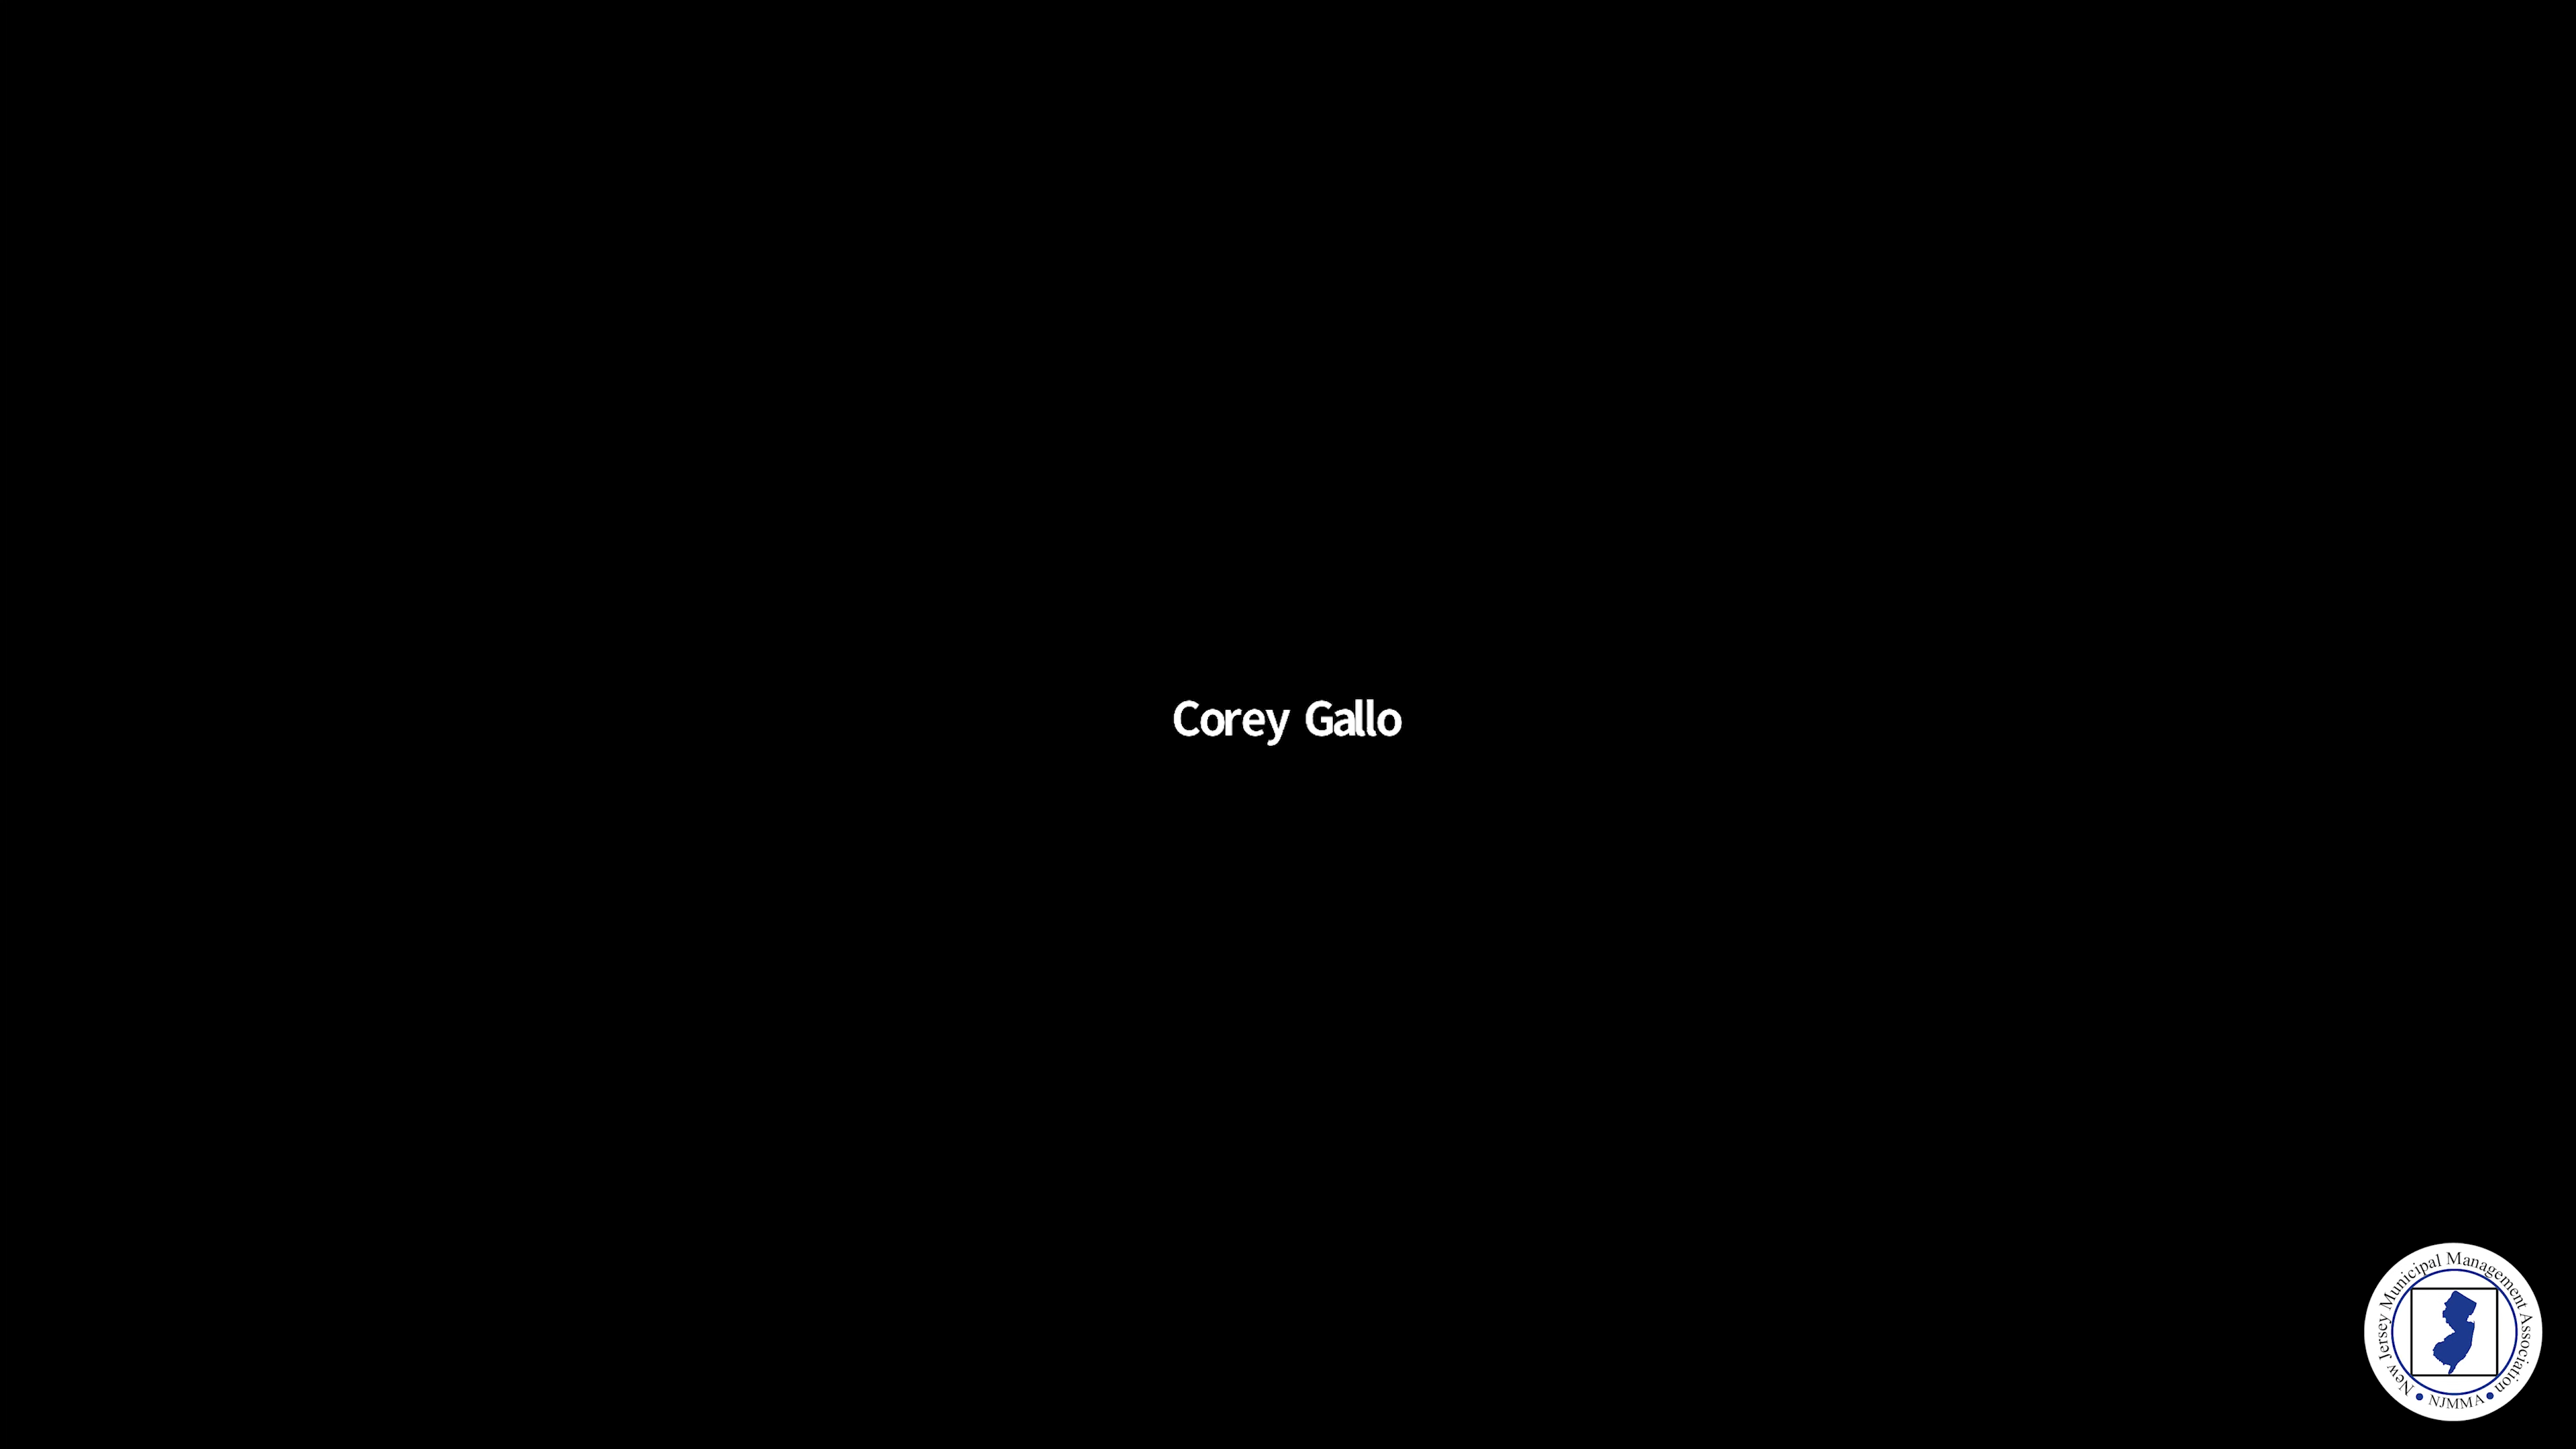 Corey Gallo
New Jersey Municipal Management Association
• NJMMA •